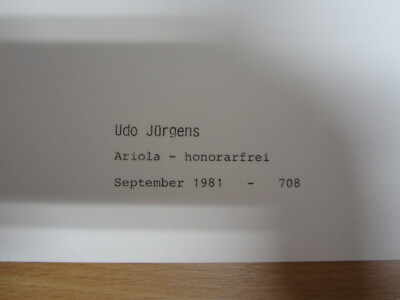 Udo Jürgens
Ariola - honorarfrei
September 1981 - 708